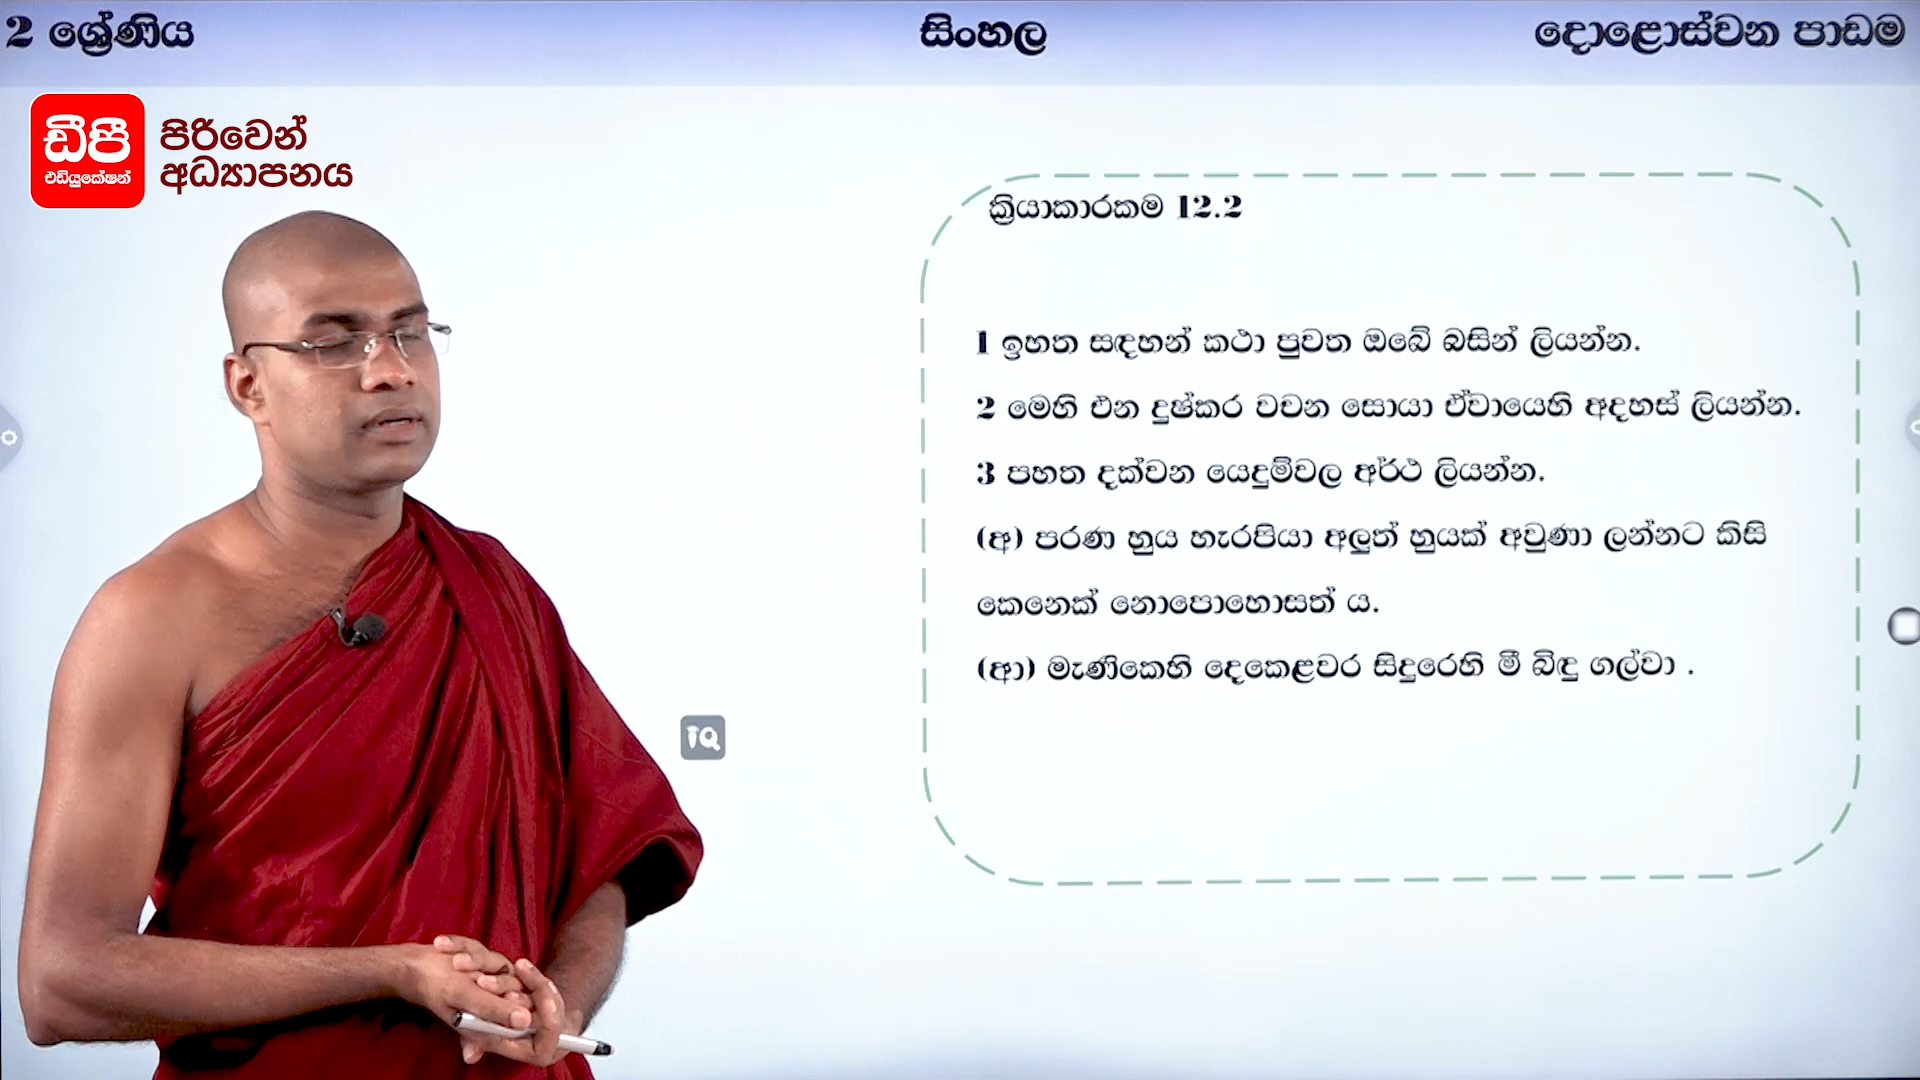 2 ශ්‍රේණිය
සිංහල
දොළොස්වන පාඩම
ඩීපී
එඩියුකේෂන්
පිරිවෙන්
අධ්‍යාපනය
ක්‍රියාකාරකම 12.2
1 ඉහත සඳහන් කථා පුවත ඔබේ බසින් ලියන්න.
2 මෙහි එන දුෂ්කර වචන සොයා ඒවායෙහි අදහස් ලියන්න.
3 පහත දක්වන යෙදුම්වල අර්ථ ලියන්න.
(අ) පරණ හුය හැරපියා අලුත් හුයක් අවුණා ලන්නට කිසි
කෙනෙක් නොපොහොසත් ය.
(ආ) මැණිකෙහි දෙකෙළවර සිදුරෙහි මී බිඳු ගල්වා .